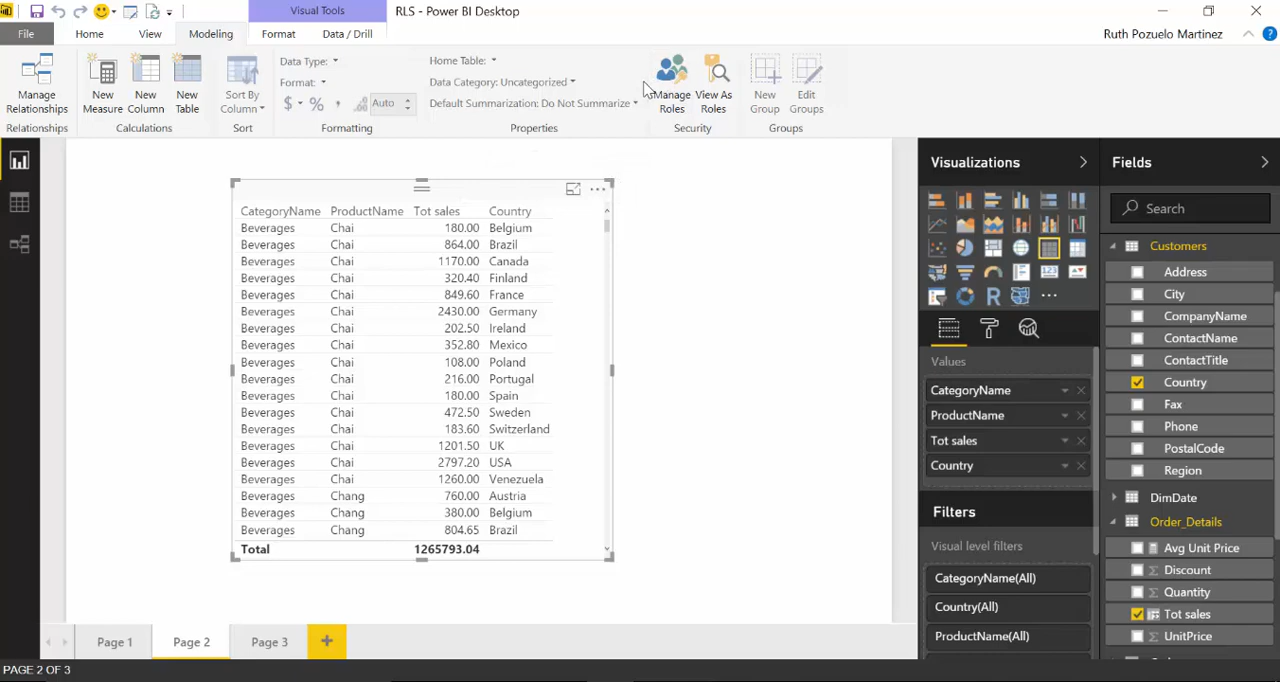 Visual Tools
RLS - Power BI Desktop
File
Home
View
Modeling
Format
Data / Drill
Ruth Pozuelo Martinez
?
Manage
Relationships
Relationships
New
Measure
New
Column
New
Table
Calculations
Sort By
Column
Sort
Data Type:
Format:
$ % , Auto
Formatting
Home Table:
Data Category: Uncategorized
Default Summarization: Do Not Summarize
Properties
Manage
Roles
View As
Roles
Security
New
Group
Edit
Groups
Groups
CategoryName ProductName Tot sales Country
Beverages Chai 180.00 Belgium
Beverages Chai 864.00 Brazil
Beverages Chai 1170.00 Canada
Beverages Chai 320.40 Finland
Beverages Chai 849.60 France
Beverages Chai 2430.00 Germany
Beverages Chai 202.50 Ireland
Beverages Chai 352.80 Mexico
Beverages Chai 108.00 Poland
Beverages Chai 216.00 Portugal
Beverages Chai 180.00 Spain
Beverages Chai 472.50 Sweden
Beverages Chai 183.60 Switzerland
Beverages Chai 1201.50 UK
Beverages Chai 2797.20 USA
Beverages Chai 1260.00 Venezuela
Beverages Chang 760.00 Austria
Beverages Chang 380.00 Belgium
Beverages Chang 804.65 Brazil
Total 1265793.04
Visualizations
R
Values
CategoryName
ProductName
Tot sales
Country
Filters
Visual level filters
CategoryName(All)
Country(All)
ProductName(All)
Fields
Search
Customers
Address
City
CompanyName
ContactName
ContactTitle
Country
Fax
Phone
PostalCode
Region
DimDate
Order_Details
Avg Unit Price
Σ Discount
Σ Quantity
Tot sales
Σ UnitPrice
Page 1
Page 2
Page 3
+
PAGE 2 OF 3